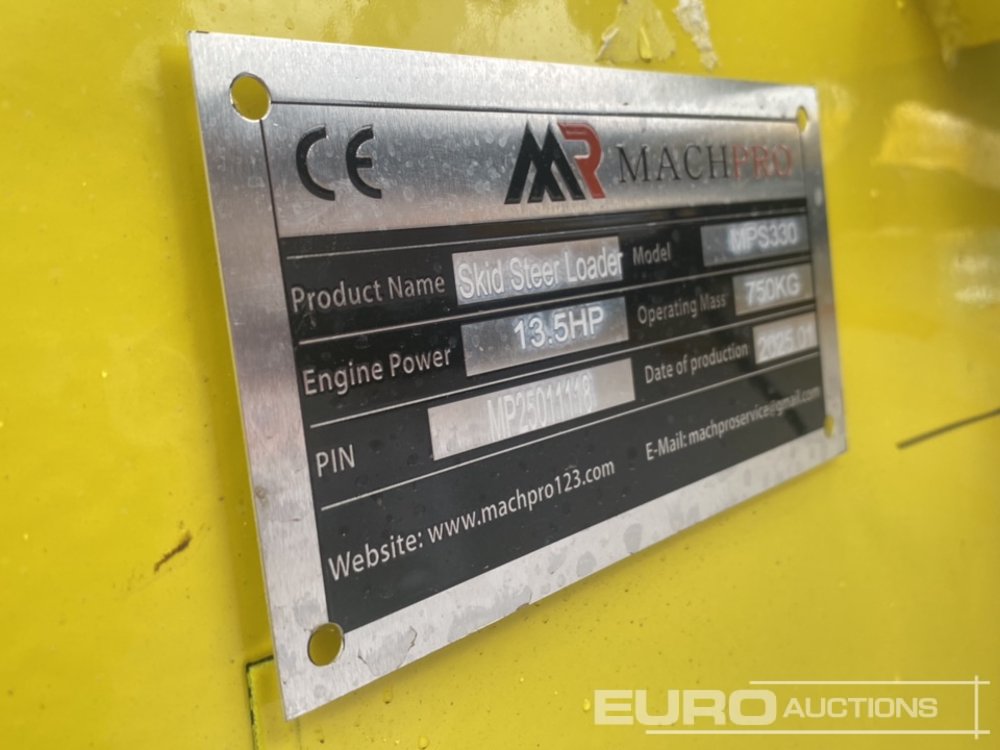 CE MR MACHPRO
Product Name Skid Steer Loader Model MPS330
Engine Power 13.5HP Operating Mass 750KG
PIN MP25011118 Date of production 2025.01
Website: www.machpro123.com E-Mail: machproservice@gmail.com
EURO AUCTIONS